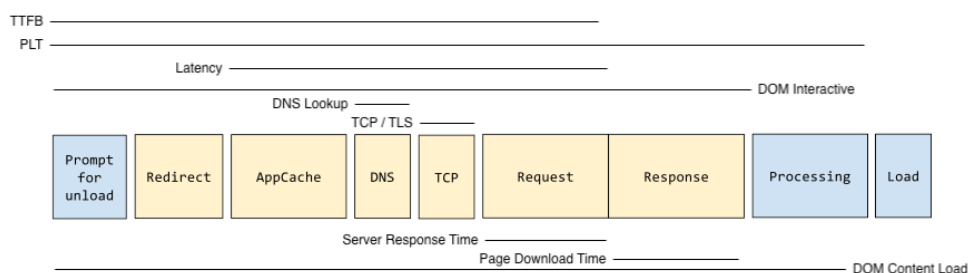 TTFB
PLT
Latency
DOM Interactive
DNS Lookup
TCP / TLS
Prompt
for
unload
Redirect
AppCache
DNS
TCP
Request
Response
Processing
Load
Server Response Time
Page Download Time
DOM Content Load